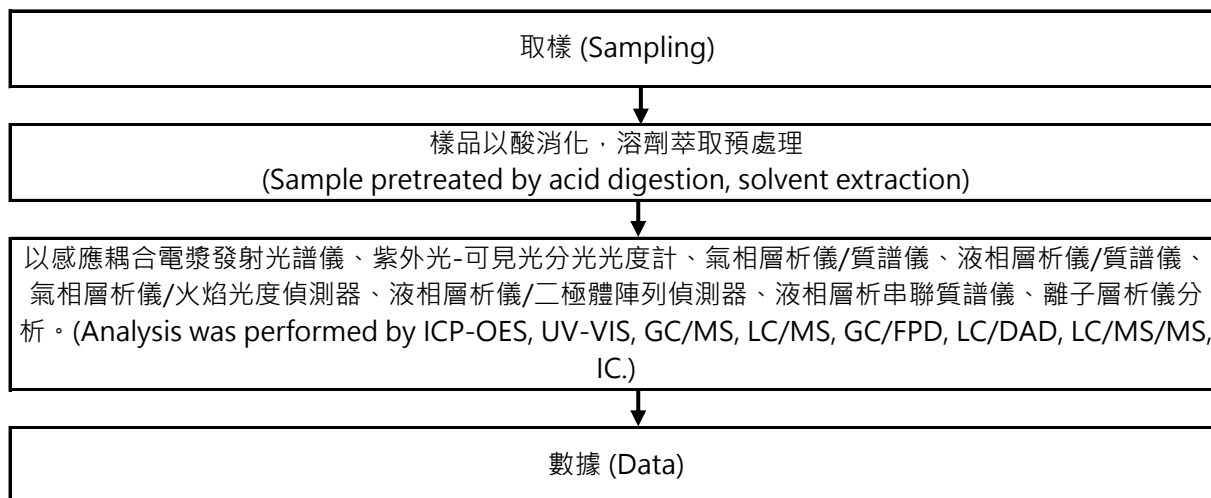 取樣 (Sampling)
樣品以酸消化，溶劑萃取預處理
(Sample pretreated by acid digestion, solvent extraction)
以感應耦合電漿發射光譜儀、紫外光-可見光分光光度計、氣相層析儀/質譜儀、液相層析儀/質譜儀、
氣相層析儀/火焰光度偵測器、液相層析儀/二極體陣列偵測器、液相層析串聯質譜儀、離子層析儀分
析。(Analysis was performed by ICP-OES, UV-VIS, GC/MS, LC/MS, GC/FPD, LC/DAD, LC/MS/MS,
IC.)
數據 (Data)